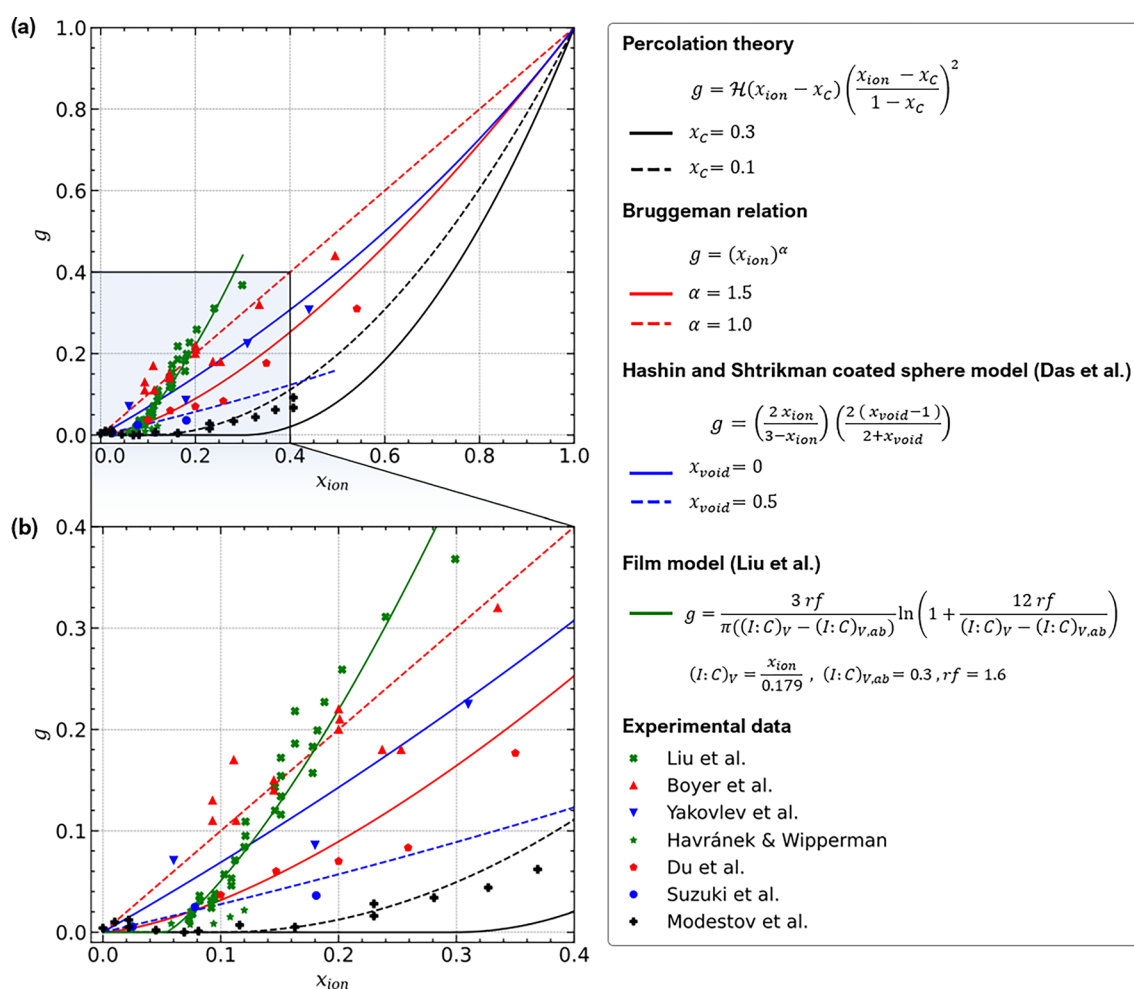 (a)
1.0
0.8
0.6
0.4
0.2
0.0
g
0.0 0.2 0.4 0.6 0.8 1.0
x_ion
(b)
0.4
0.3
0.2
0.1
0.0
g
0.0 0.1 0.2 0.3 0.4
x_ion
Percolation theory
g = ℋ(x_ion − x_C) ((x_ion − x_C)/(1 − x_C))^2
x_C = 0.3
x_C = 0.1
Bruggeman relation
g = (x_ion)^α
α = 1.5
α = 1.0
Hashin and Shtrikman coated sphere model (Das et al.)
g = (2 x_ion/(3−x_ion)) (2 (x_void−1)/(2+x_void))
x_void = 0
x_void = 0.5
Film model (Liu et al.)
g = 3 rf/(π((I:C)_V − (I:C)_V,ab) ln(1 + 12 rf/((I:C)_V − (I:C)_V,ab))
(I:C)_V = x_ion/0.179 , (I:C)_V,ab = 0.3 , rf = 1.6
Experimental data
Liu et al.
Boyer et al.
Yakovlev et al.
Havránek & Wipperman
Du et al.
Suzuki et al.
Modestov et al.